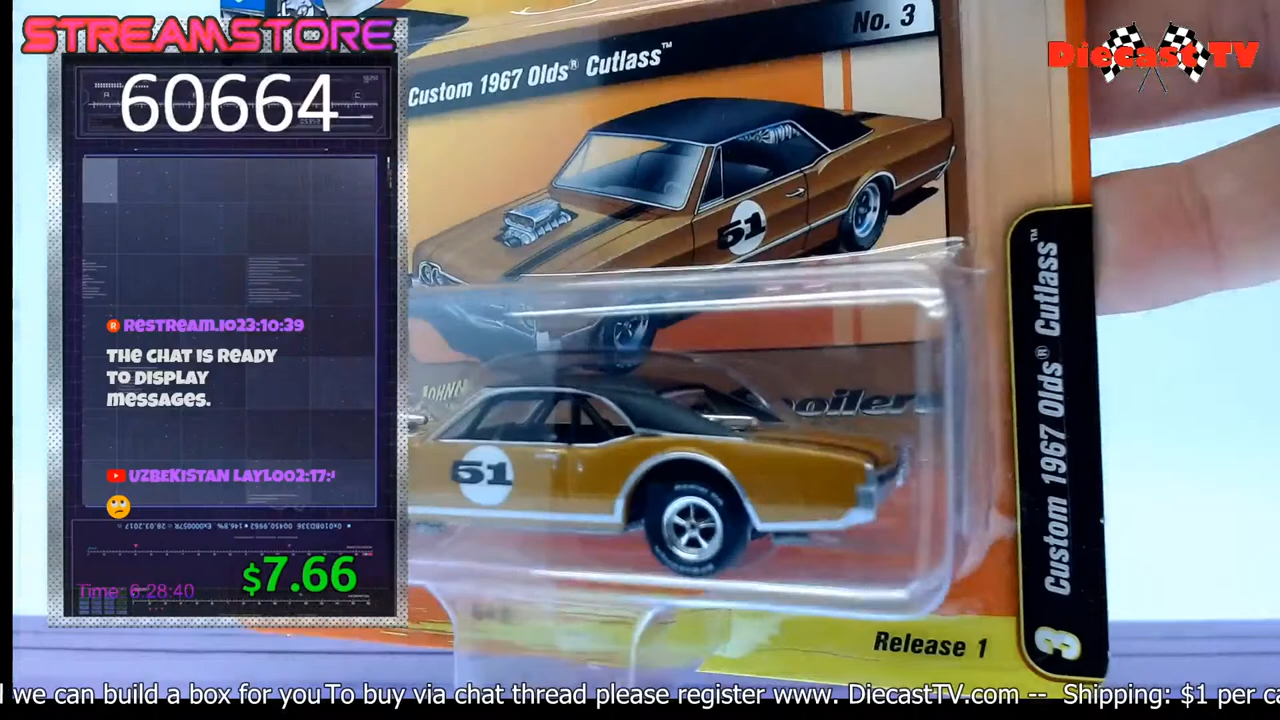 STREAMSTORE
60664
Restream.io23:10:39
THE CHAT IS READY
TO DISPLAY
messages.
UZBEKISTAN LAYLO02:17:
Time: 6:28:40
$7.66
No. 3
Custom 1967 Olds® Cutlass™
51
51
oilers
Release 1
Custom 1967 Olds® Cutlass™
3
Diecast TV
l we can build a box for you To buy via chat thread please register www. DiecastTV.com -- Shipping: $1 per ca